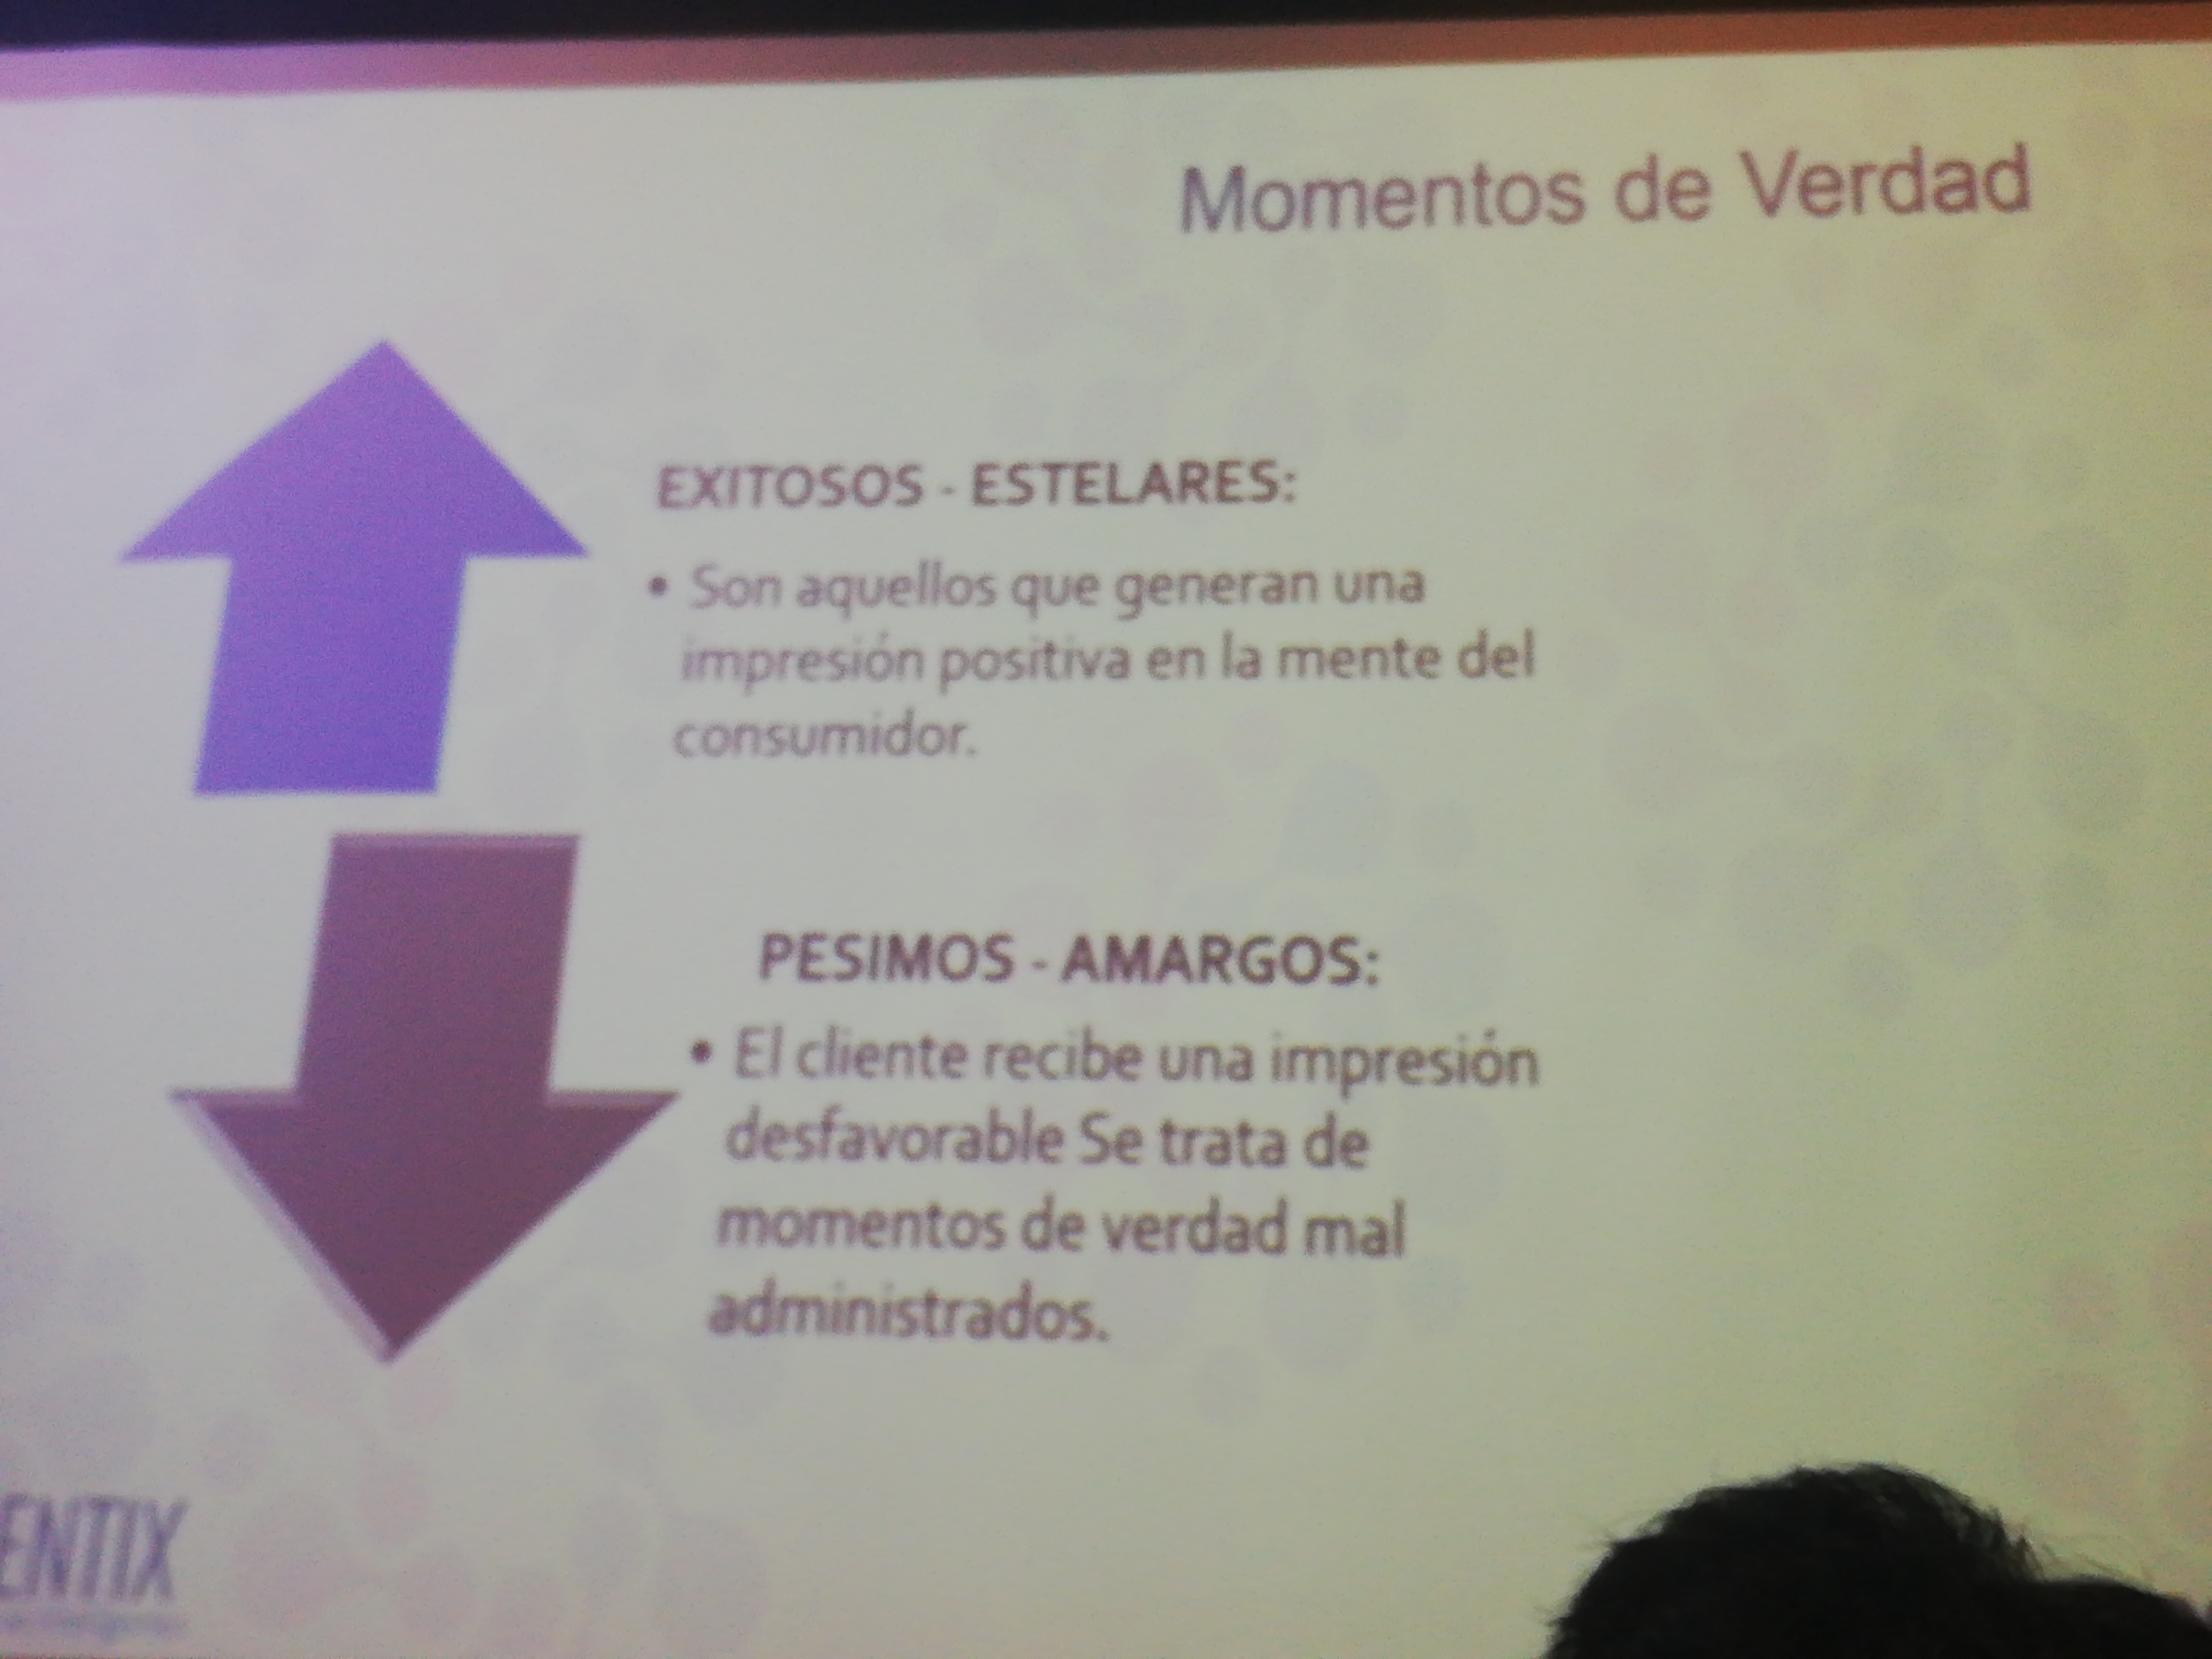 Momentos de Verdad
EXITOSOS - ESTELARES:
• Son aquellos que generan una
impresión positiva en la mente del
consumidor.
PESIMOS - AMARGOS:
• El cliente recibe una impresión
desfavorable Se trata de
momentos de verdad mal
administrados.
ENTIX